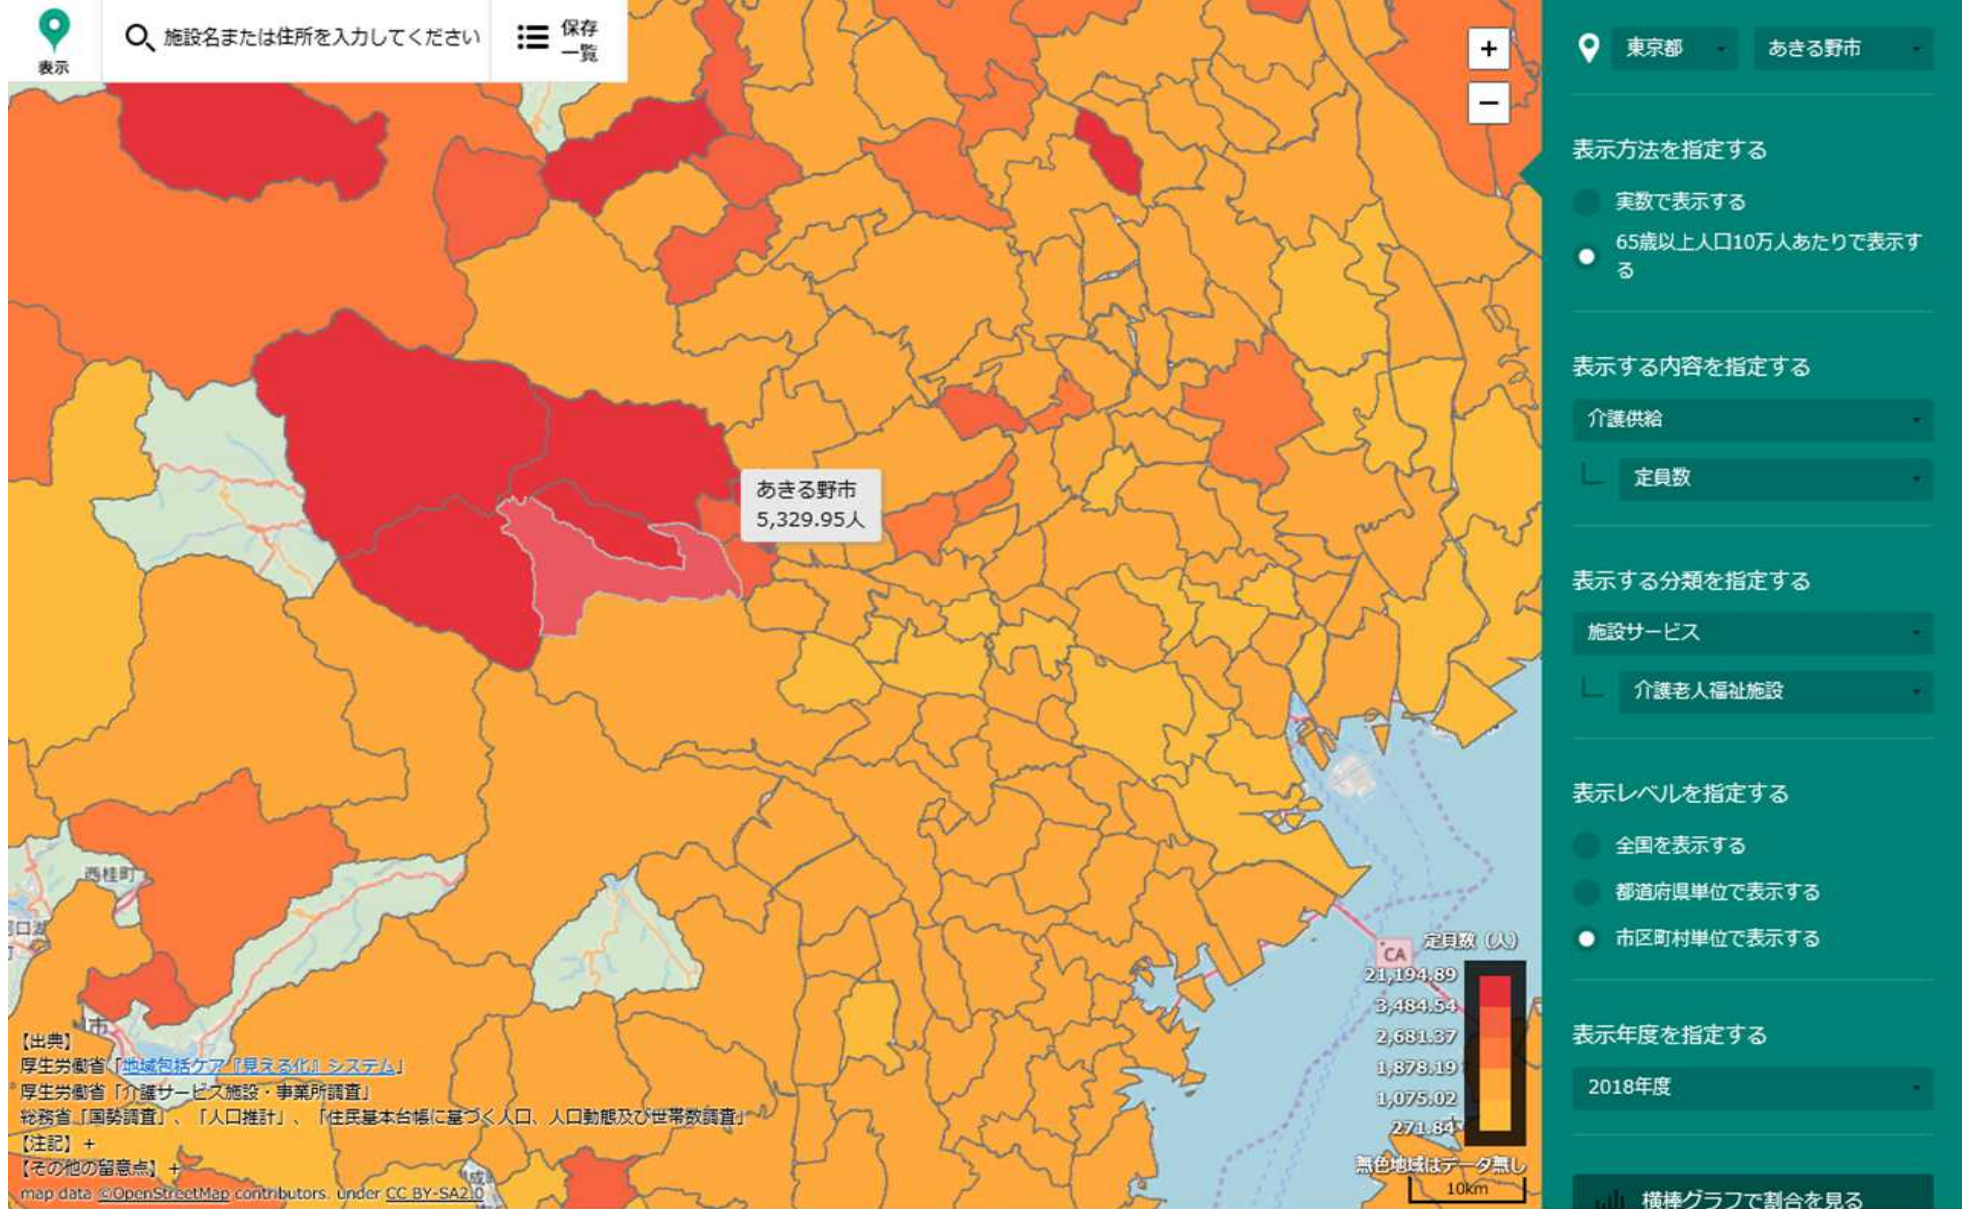 表示
施設名または住所を入力してください
保存
一覧
+
−
あきる野市
5,329.95人
西桂町
市
CA
定員数（人）
21,194.89
3,484.54
2,681.37
1,878.19
1,075.02
271.84
無色地域はデータ無し
10km
【出典】
厚生労働省「地域包括ケア『見える化』システム」
厚生労働省「介護サービス施設・事業所調査」
総務省「国勢調査」、「人口推計」、「住民基本台帳に基づく人口、人口動態及び世帯数調査」
【注記】+
【その他の留意点】+
map data ©OpenStreetMap contributors. under CC BY-SA2.0
東京都
あきる野市
表示方法を指定する
実数で表示する
65歳以上人口10万人あたりで表示す
る
表示する内容を指定する
介護供給
定員数
表示する分類を指定する
施設サービス
介護老人福祉施設
表示レベルを指定する
全国を表示する
都道府県単位で表示する
市区町村単位で表示する
表示年度を指定する
2018年度
横棒グラフで割合を見る